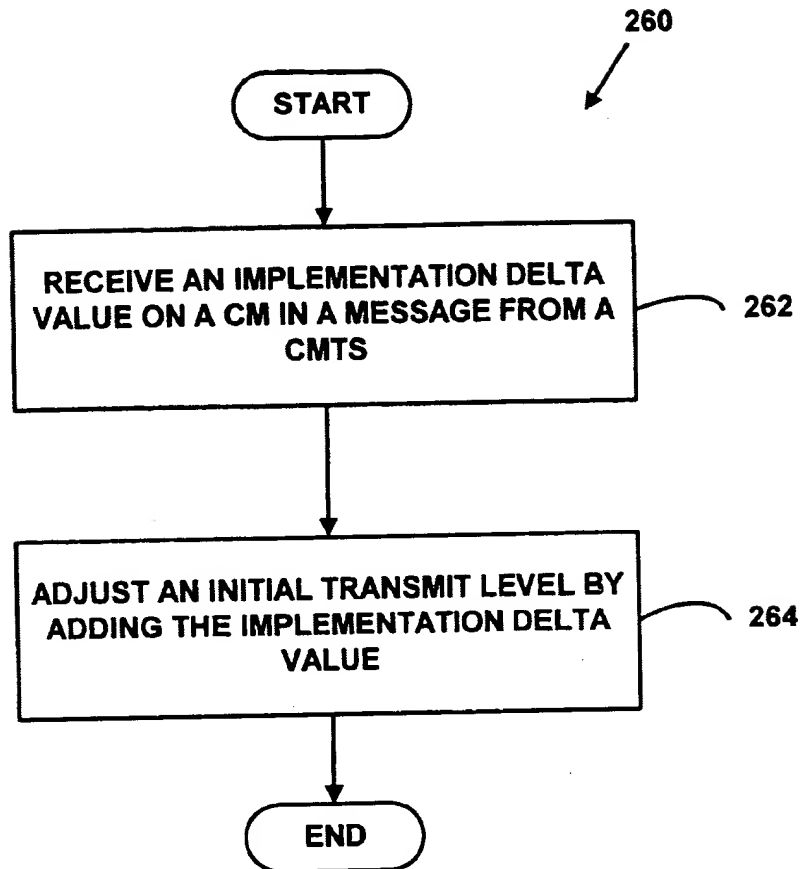 260
START
RECEIVE AN IMPLEMENTATION DELTA
VALUE ON A CM IN A MESSAGE FROM A
CMTS
262
ADJUST AN INITIAL TRANSMIT LEVEL BY
ADDING THE IMPLEMENTATION DELTA
VALUE
264
END